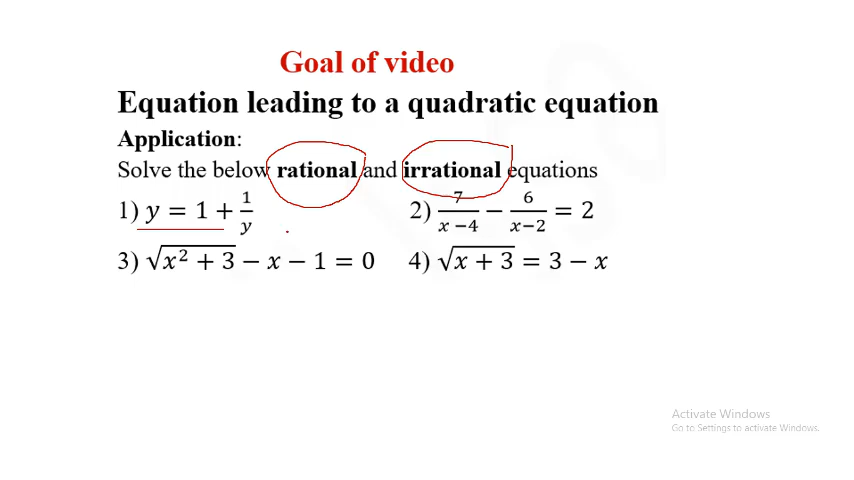 Goal of video
Equation leading to a quadratic equation
Application:
Solve the below rational and irrational equations
1) y = 1 + 1/y
2) 7/(x −4) − 6/(x−2) = 2
3) √(x² + 3) − x − 1 = 0
4) √(x + 3) = 3 − x
Activate Windows
Go to Settings to activate Windows.